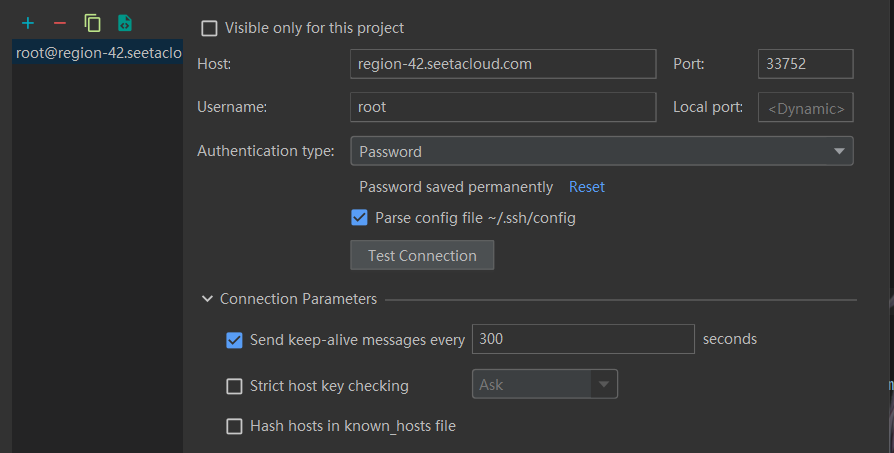 Visible only for this project
root@region-42.seetaclo
Host: region-42.seetacloud.com Port: 33752
Username: root Local port: <Dynamic>
Authentication type: Password
Password saved permanently Reset
Parse config file ~/.ssh/config
Test Connection
Connection Parameters
Send keep-alive messages every 300 seconds
Strict host key checking Ask
Hash hosts in known_hosts file